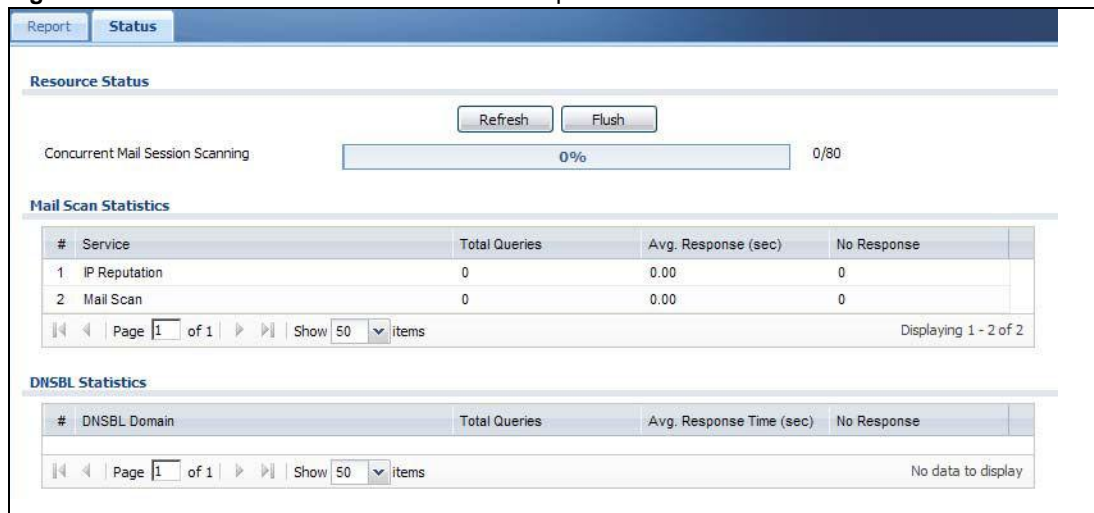 Report Status
Resource Status
Refresh Flush
Concurrent Mail Session Scanning 0% 0/80
Mail Scan Statistics
# Service Total Queries Avg. Response (sec) No Response
1 IP Reputation 0 0.00 0
2 Mail Scan 0 0.00 0
Page 1 of 1 Show 50 items Displaying 1 - 2 of 2
DNSBL Statistics
# DNSBL Domain Total Queries Avg. Response Time (sec) No Response
Page 1 of 1 Show 50 items No data to display